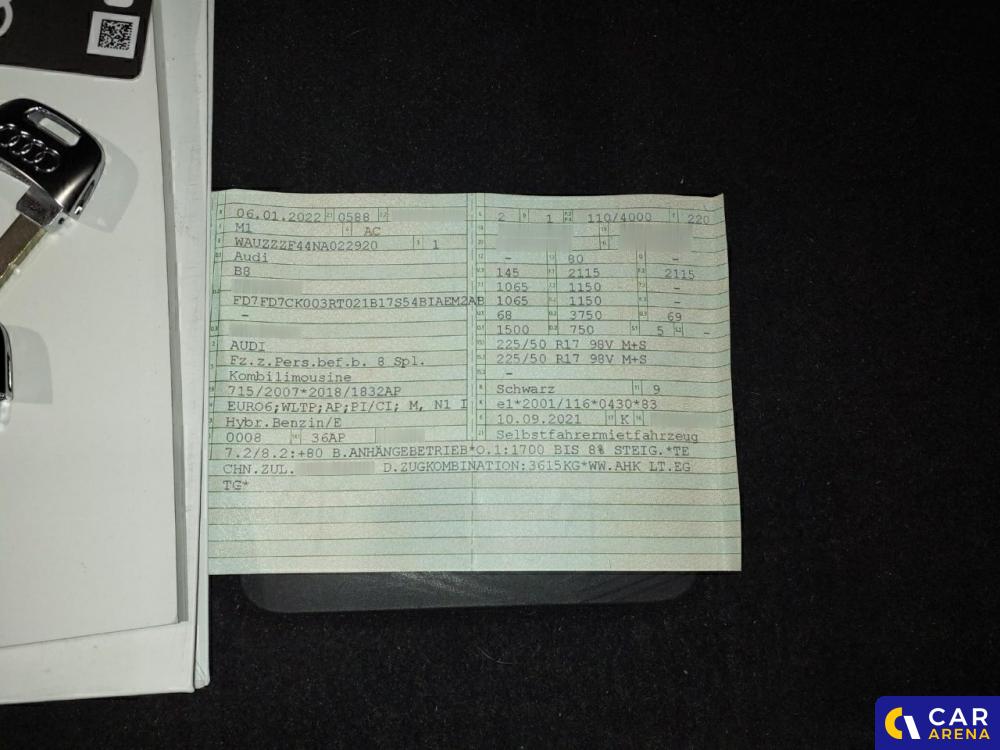 06.01.2022 0588
M1 AC
WAUZZZF44NA022920 1
Audi
B8
FD7FD7CK003RT021B17S54BIAEM2AB
–
AUDI
Fz.z.Pers.bef.b. 8 Spl.
Kombilimousine
715/2007*2018/1832AP
EURO6;WLTP;AP;PI/CI; M, N1 I
Hybr.Benzin/E
0008 36AP
2 1 110/4000 220
– 80 –
145 2115 2115
1065 1150 –
1065 1150 –
68 3750 69
1500 750 5 –
225/50 R17 98V M+S
225/50 R17 98V M+S
–
Schwarz 9
e1*2001/116*0430*83
10.09.2021 K
Selbstfahrermietfahrzeug
7.2/8.2:+80 B.ANHÄNGEBETRIEB*O.1:1700 BIS 8% STEIG.*TE
CHN.ZUL. D.ZUGKOMBINATION:3615KG*WW.AHK LT.EG
TG*
CAR
ARENA